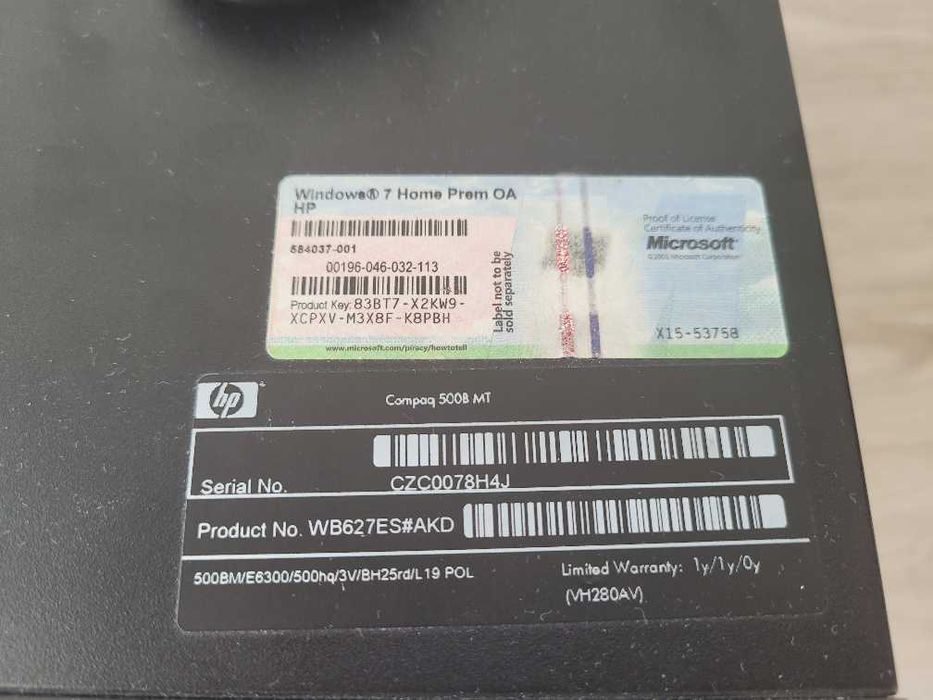 Windows® 7 Home Prem OA
HP
584037-001
00196-046-032-113
Product Key: 83BT7-X2KW9-
XCPXV-M3X8F-K8PBH
www.microsoft.com/piracy/howtotell
Label not to be
sold separately
Proof of License
Certificate of Authenticity
Microsoft®
©2009 Microsoft Corporation
X15-53758
hp
Compaq 500B MT
Serial No.
CZC0078H4J
Product No. WB627ES#AKD
500BM/E6300/500hq/3V/BH25rd/L19 POL
Limited Warranty: 1y/1y/0y
(VH280AV)